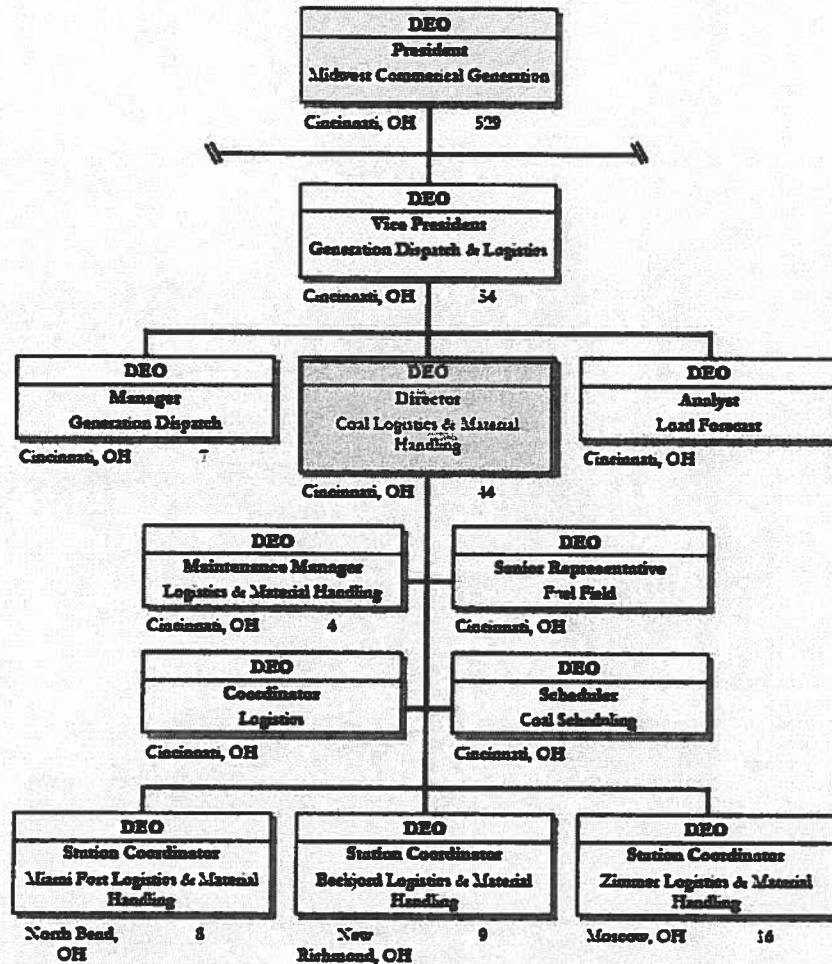 DEO
President
Midwest Commerical Generation
Cincinnati, OH 529
DEO
Vice President
Generation Dispatch & Logistics
Cincinnati, OH 54
DEO
Manager
Generation Dispatch
Cincinnati, OH 7
DEO
Director
Coal Logistics & Material
Handling
Cincinnati, OH 44
DEO
Analyst
Load Forecast
Cincinnati, OH
DEO
Maintenance Manager
Logistics & Material Handling
Cincinnati, OH 4
DEO
Senior Representative
Fuel Field
Cincinnati, OH
DEO
Coordinator
Logistics
Cincinnati, OH
DEO
Scheduler
Coal Scheduling
Cincinnati, OH
DEO
Station Coordinator
Miami Fort Logistics & Material
Handling
North Bend, 8
OH
DEO
Station Coordinator
Beckjord Logistics & Material
Handling
New 9
Richmond, OH
DEO
Station Coordinator
Zimmer Logistics & Material
Handling
Moscow, OH 16